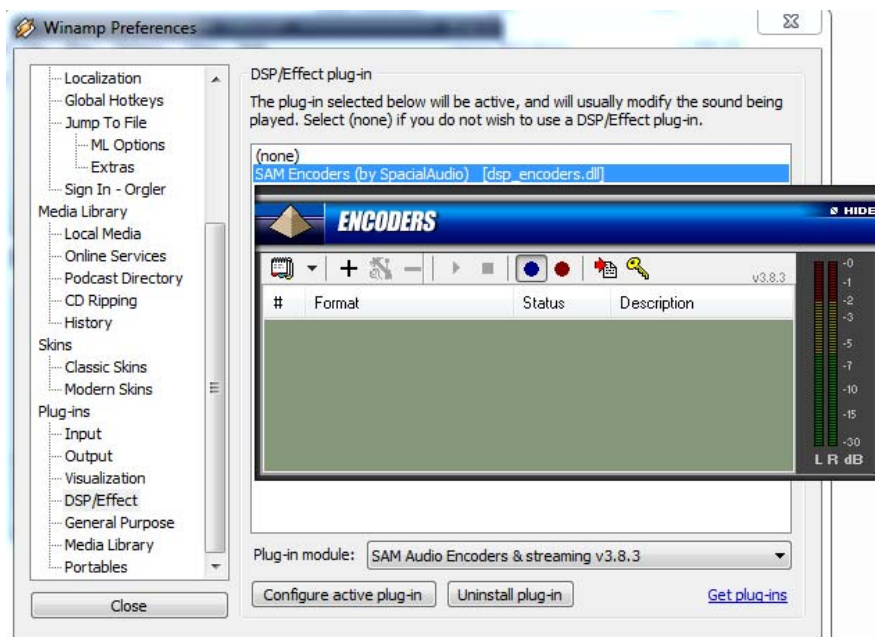 Winamp Preferences
Localization
Global Hotkeys
Jump To File
ML Options
Extras
Sign In - Orgler
Media Library
Local Media
Online Services
Podcast Directory
CD Ripping
History
Skins
Classic Skins
Modern Skins
Plug-ins
Input
Output
Visualization
DSP/Effect
General Purpose
Media Library
Portables
Close
DSP/Effect plug-in
The plug-in selected below will be active, and will usually modify the sound being
played. Select (none) if you do not wish to use a DSP/Effect plug-in.
(none)
SAM Encoders (by SpacialAudio) [dsp_encoders.dll]
ENCODERS
HIDE
v3.8.3
# Format Status Description
-0
-1
-2
-3
-5
-7
-10
-15
-30
L R dB
Plug-in module: SAM Audio Encoders & streaming v3.8.3
Configure active plug-in Uninstall plug-in Get plug-ins